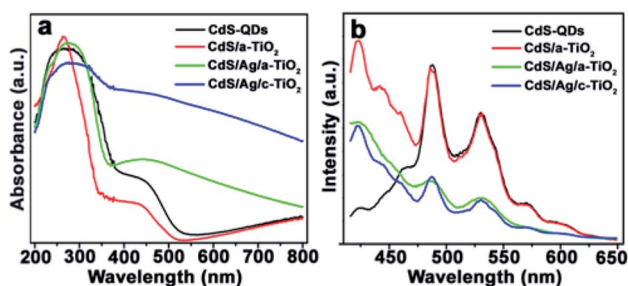 a
CdS-QDs
CdS/a-TiO₂
CdS/Ag/a-TiO₂
CdS/Ag/c-TiO₂
Absorbance (a.u.)
200 300 400 500 600 700 800
Wavelength (nm)
b
CdS-QDs
CdS/a-TiO₂
CdS/Ag/a-TiO₂
CdS/Ag/c-TiO₂
Intensity (a.u.)
450 500 550 600 650
Wavelength (nm)